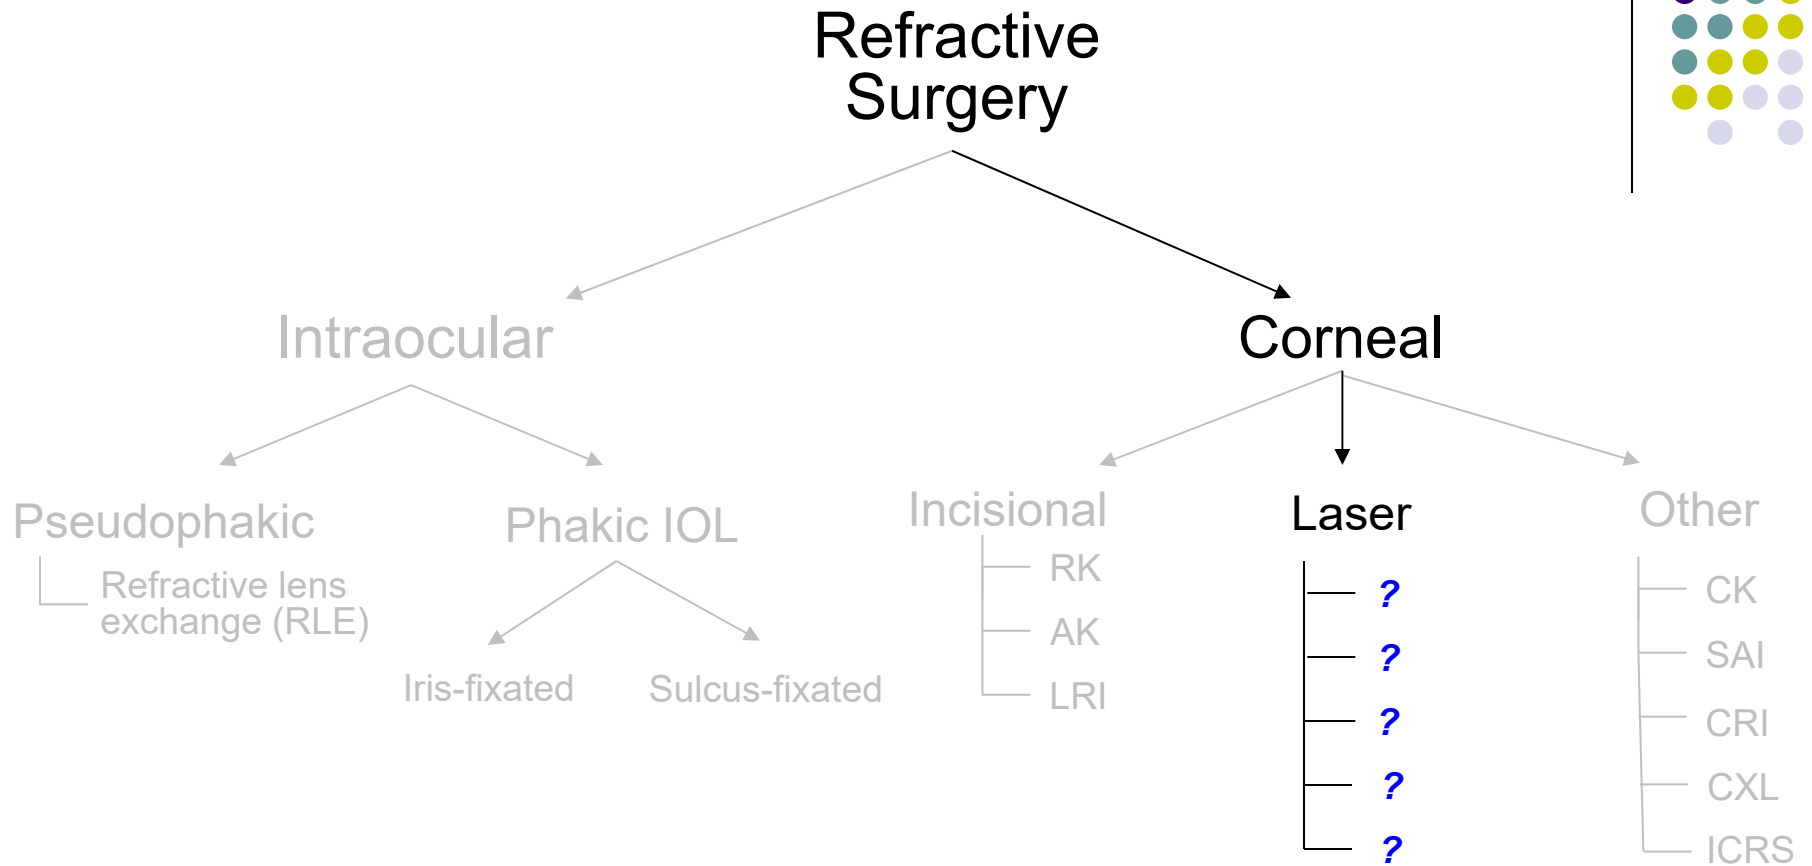 Refractive
Surgery
Intraocular
Corneal
Pseudophakic
Refractive lens
exchange (RLE)
Phakic IOL
Iris-fixated
Sulcus-fixated
Incisional
RK
AK
LRI
Laser
?
?
?
?
?
Other
CK
SAI
CRI
CXL
ICRS